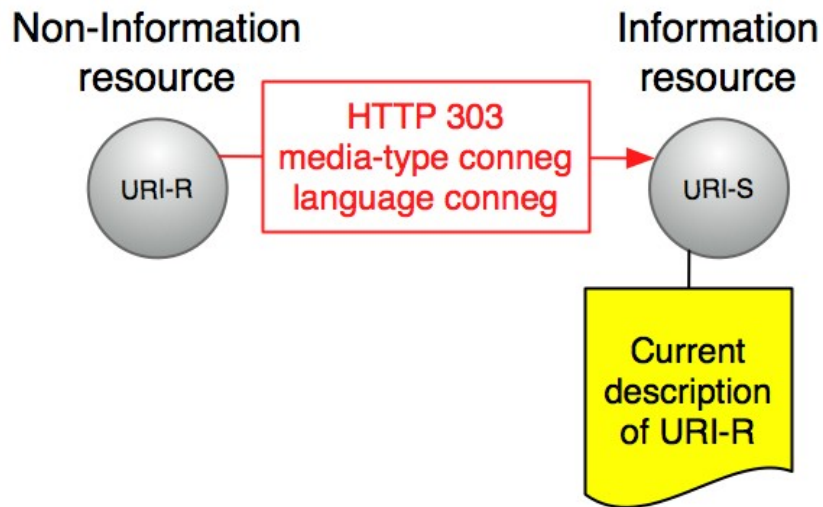 Non-Information
resource
Information
resource
HTTP 303
media-type conneg
language conneg
URI-R
URI-S
Current
description
of URI-R